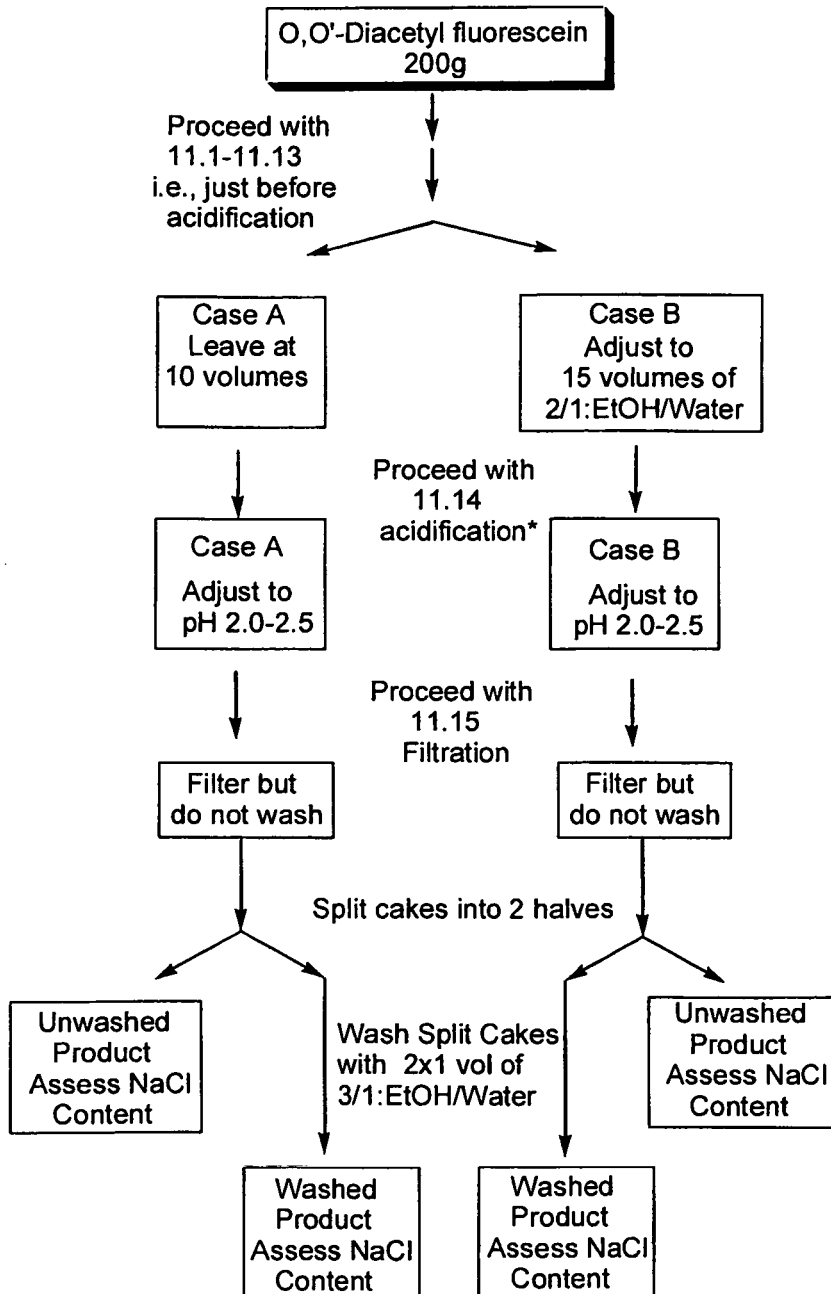 O,O'-Diacetyl fluorescein
200g
Proceed with
11.1-11.13
i.e., just before
acidification
Case A
Leave at
10 volumes
Case B
Adjust to
15 volumes of
2/1:EtOH/Water
Proceed with
11.14
acidification*
Case A
Adjust to
pH 2.0-2.5
Case B
Adjust to
pH 2.0-2.5
Proceed with
11.15
Filtration
Filter but
do not wash
Filter but
do not wash
Split cakes into 2 halves
Unwashed
Product
Assess NaCl
Content
Wash Split Cakes
with 2x1 vol of
3/1:EtOH/Water
Unwashed
Product
Assess NaCl
Content
Washed
Product
Assess NaCl
Content
Washed
Product
Assess NaCl
Content